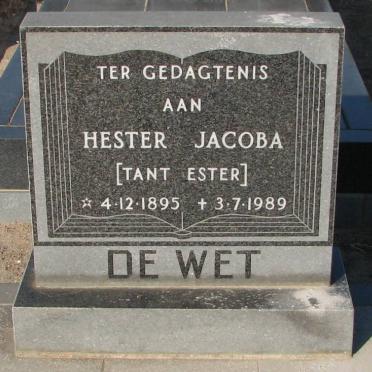 TER GEDAGTENIS
AAN
HESTER JACOBA
[TANT ESTER]
☆ 4·12·1895 + 3·7·1989
DE WET